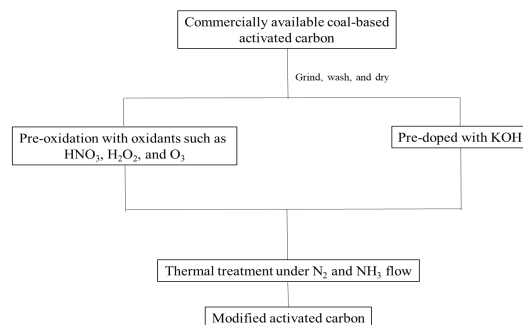 Commercially available coal-based
activated carbon
Grind, wash, and dry
Pre-oxidation with oxidants such as
HNO₃, H₂O₂, and O₃
Pre-doped with KOH
Thermal treatment under N₂ and NH₃ flow
Modified activated carbon